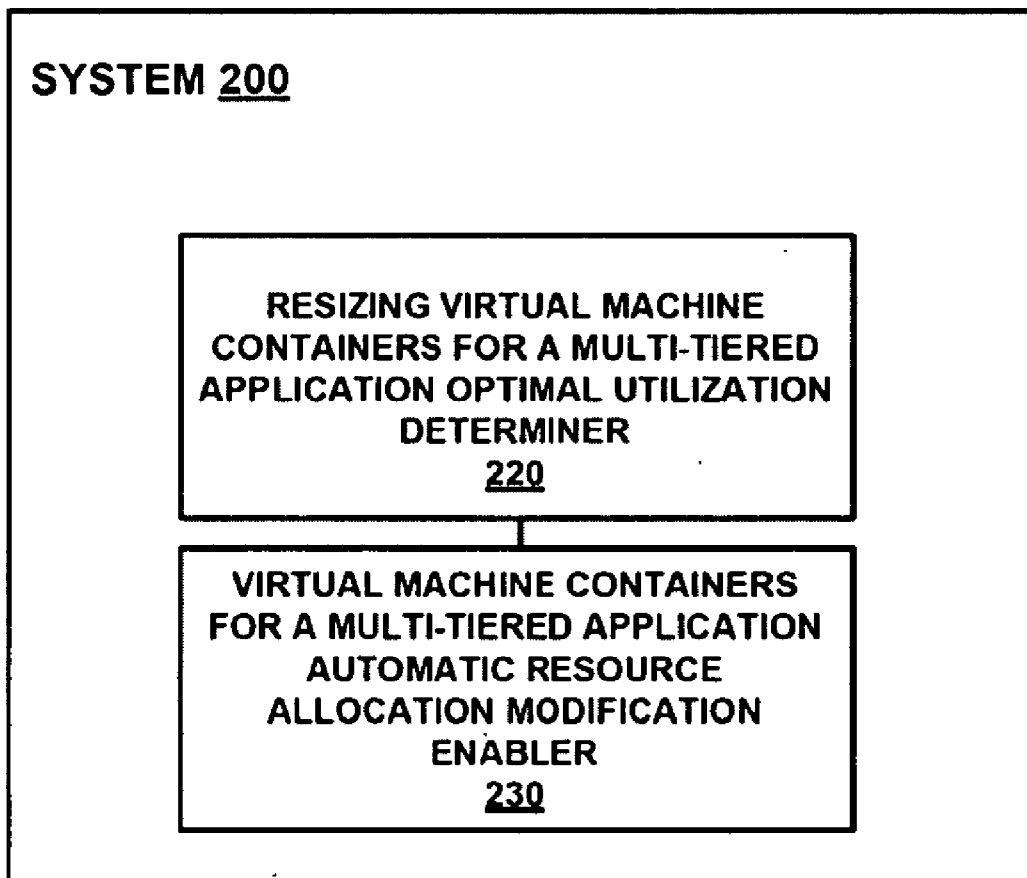 SYSTEM 200
RESIZING VIRTUAL MACHINE
CONTAINERS FOR A MULTI-TIERED
APPLICATION OPTIMAL UTILIZATION
DETERMINER
220
VIRTUAL MACHINE CONTAINERS
FOR A MULTI-TIERED APPLICATION
AUTOMATIC RESOURCE
ALLOCATION MODIFICATION
ENABLER
230